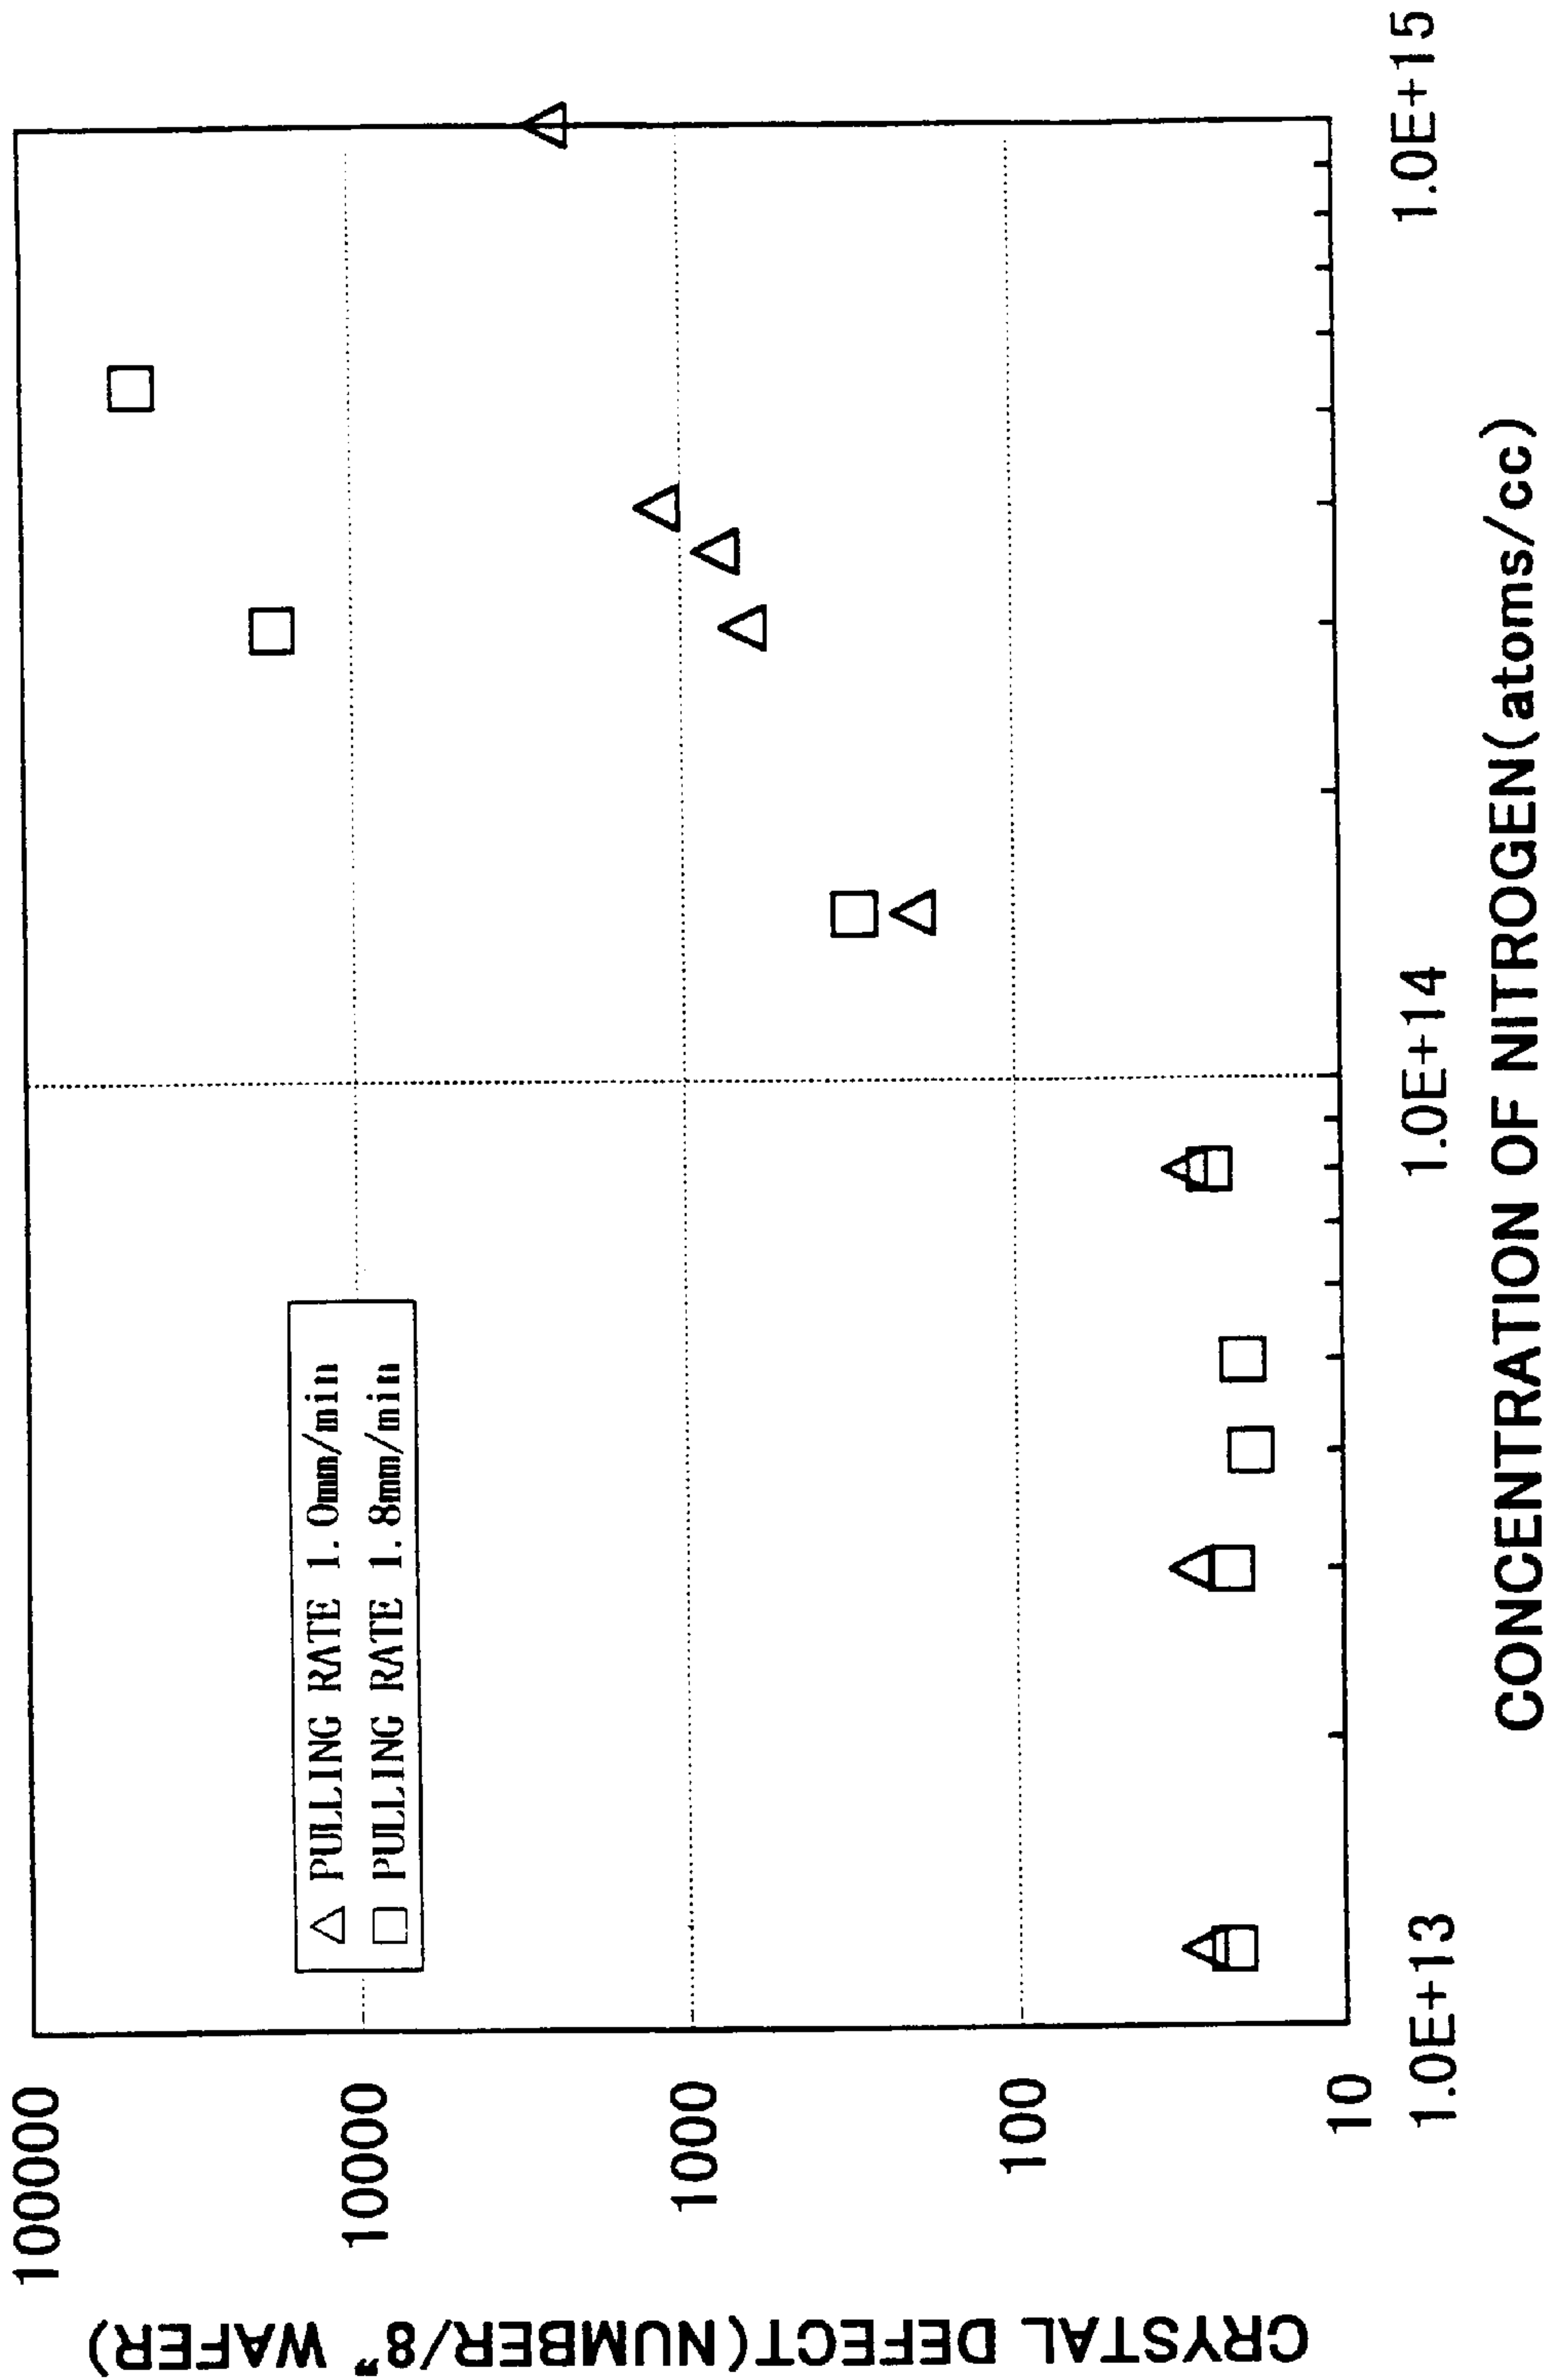 CRYSTAL DEFECT(NUMBER/8" WAFER)
100000
10000
1000
100
10
△ PULLING RATE 1.0mm/min
□ PULLING RATE 1.8mm/min
1.0E+13
1.0E+14
1.0E+15
CONCENTRATION OF NITROGEN(atoms/cc)